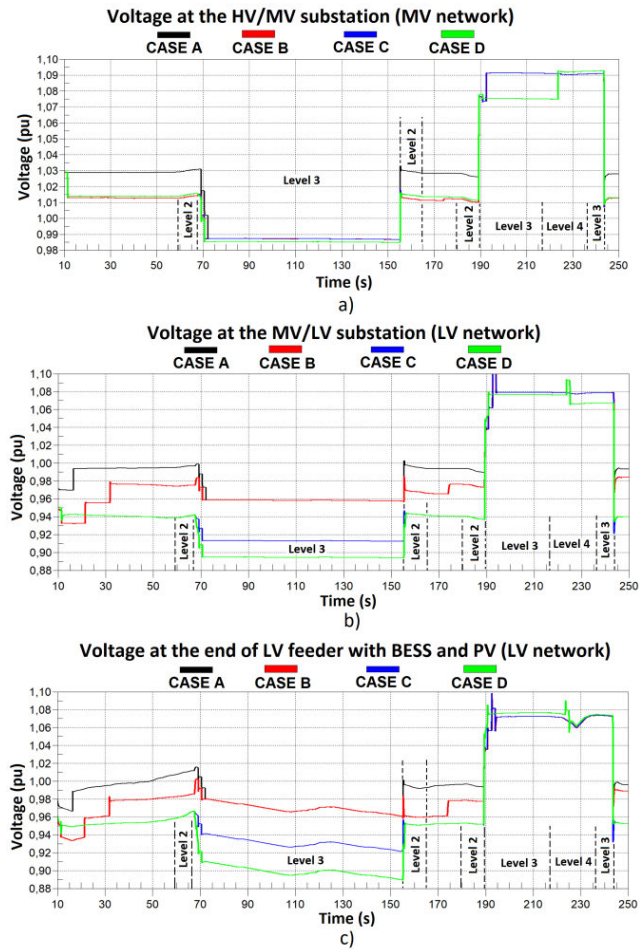 Voltage at the HV/MV substation (MV network)
CASE A CASE B CASE C CASE D
Voltage (pu)
1,10
1,09
1,07
1,06
1,04
1,03
1,02
1,00
0,99
0,98
Level 2
Level 3
Level 2
Level 2
Level 3
Level 4
Level 3
10 30 50 70 90 110 130 150 170 190 210 230 250
Time (s)
a)
Voltage at the MV/LV substation (LV network)
CASE A CASE B CASE C CASE D
Voltage (pu)
1,10
1,08
1,06
1,04
1,02
1,00
0,98
0,96
0,94
0,92
0,90
0,88
Level 2
Level 3
Level 2
Level 2
Level 3
Level 4
Level 3
10 30 50 70 90 110 130 150 170 190 210 230 250
Time (s)
b)
Voltage at the end of LV feeder with BESS and PV (LV network)
CASE A CASE B CASE C CASE D
Voltage (pu)
1,10
1,08
1,06
1,04
1,02
1,00
0,98
0,96
0,94
0,92
0,90
0,88
Level 2
Level 3
Level 2
Level 2
Level 3
Level 4
Level 3
10 30 50 70 90 110 130 150 170 190 210 230 250
Time (s)
c)